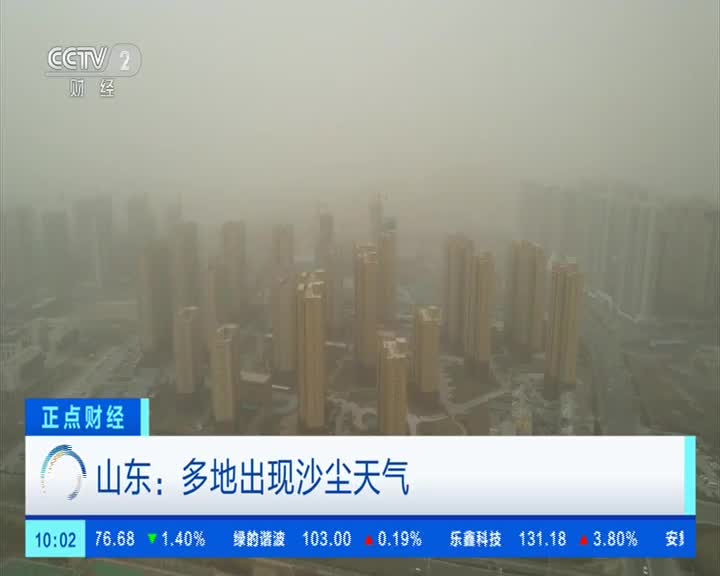 CCTV 2
财经
正点财经
山东：多地出现沙尘天气
10:02 76.68 ▼1.40% 绿的谐波 103.00 ▲0.19% 乐鑫科技 131.18 ▲3.80% 安集